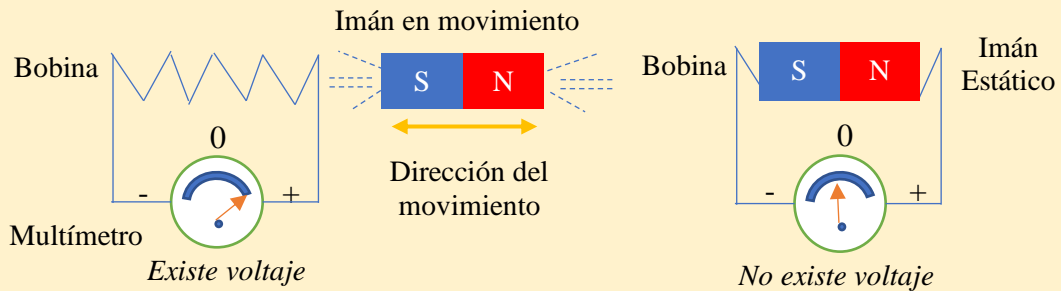 Imán en movimiento
Bobina
S N
0
- +
Multímetro
Existe voltaje
Dirección del
movimiento
Bobina
S N
Imán
Estático
0
- +
No existe voltaje